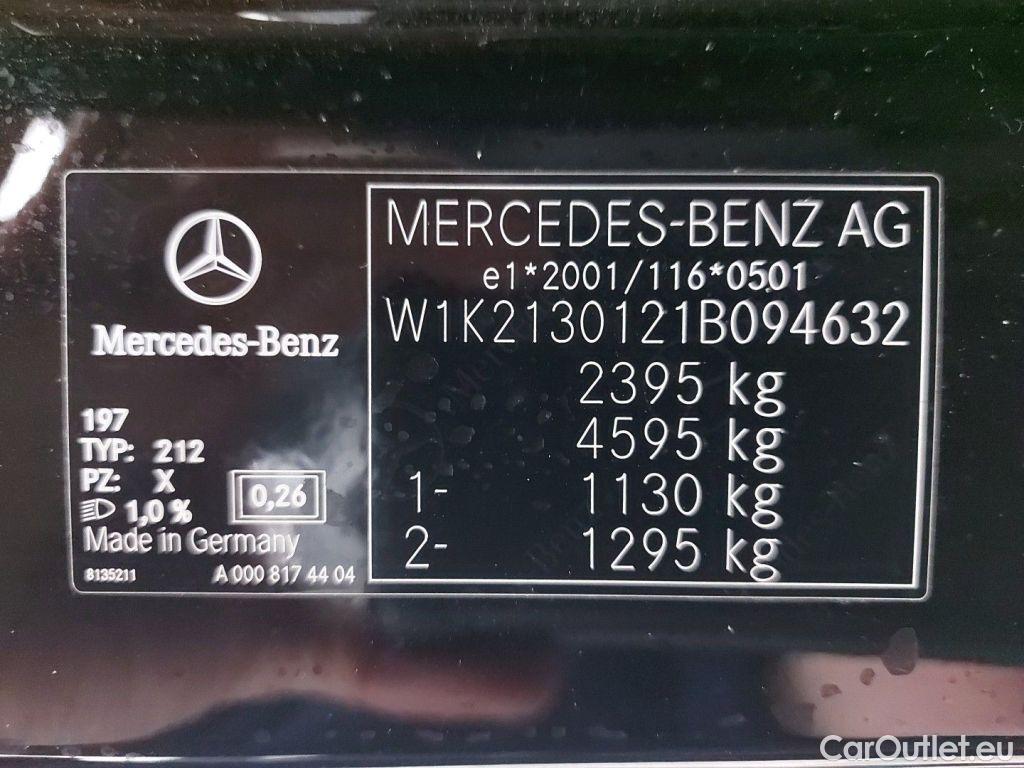 Mercedes-Benz
197
TYP: 212
PZ: X
1,0 %
0,26
Made in Germany
8135211 A 000 817 44 04
MERCEDES-BENZ AG
e1*2001/116*0501
W1K2130121B094632
2395 kg
4595 kg
1- 1130 kg
2- 1295 kg
CarOutlet.eu